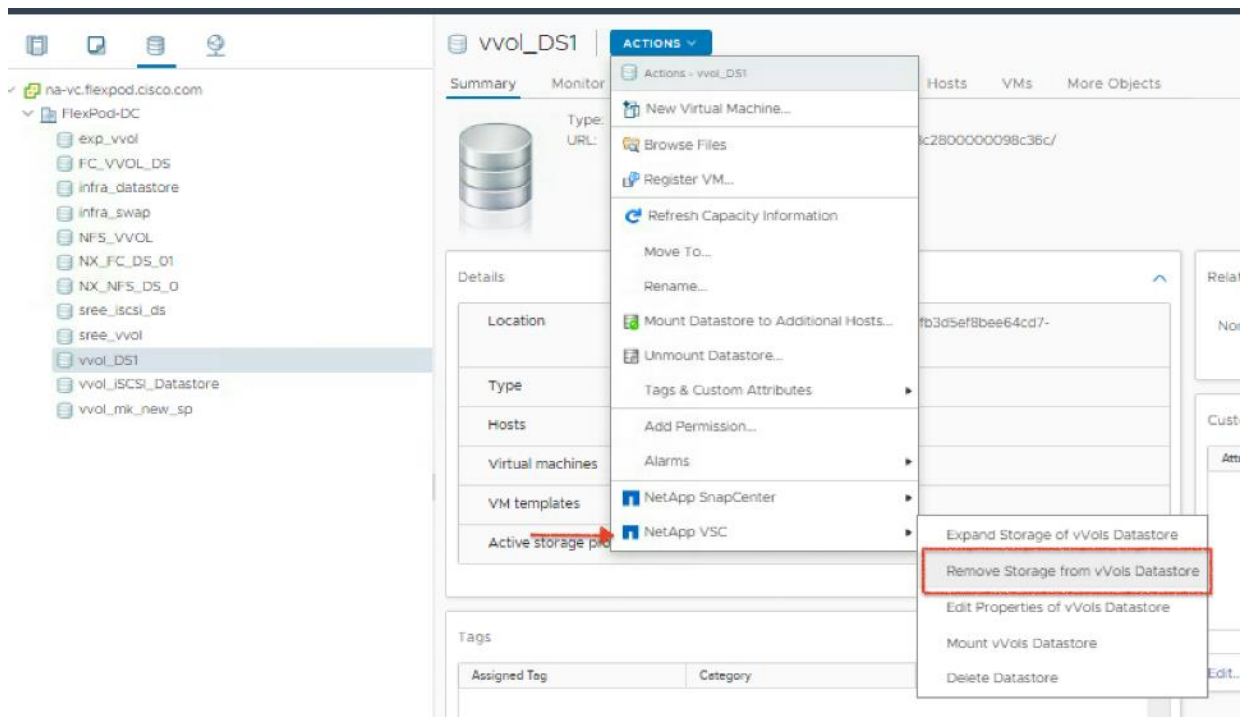 vvol_DS1
ACTIONS
na-vc.flexpod.cisco.com
FlexPod-DC
exp_vvol
FC_VVOL_DS
infra_datastore
infra_swap
NFS_VVOL
NX_FC_DS_01
NX_NFS_DS_0
sree_iscsi_ds
sree_vvol
vvol_DS1
vvol_iSCSI_Datastore
vvol_mk_new_sp
Summary Monitor Hosts VMs More Objects
Type:
URL: c2800000098c36c/
Actions - vvol_DS1
New Virtual Machine...
Browse Files
Register VM...
Refresh Capacity Information
Move To...
Rename...
Mount Datastore to Additional Hosts...
Unmount Datastore...
Tags & Custom Attributes
Add Permission...
Alarms
NetApp SnapCenter
NetApp VSC
Expand Storage of vVols Datastore
Remove Storage from vVols Datastore
Edit Properties of vVols Datastore
Mount vVols Datastore
Delete Datastore
Details
Location fb3d5ef8bee64cd7-
Type
Hosts
Virtual machines
VM templates
Active storage
Tags
Assigned Tag Category
Edit...